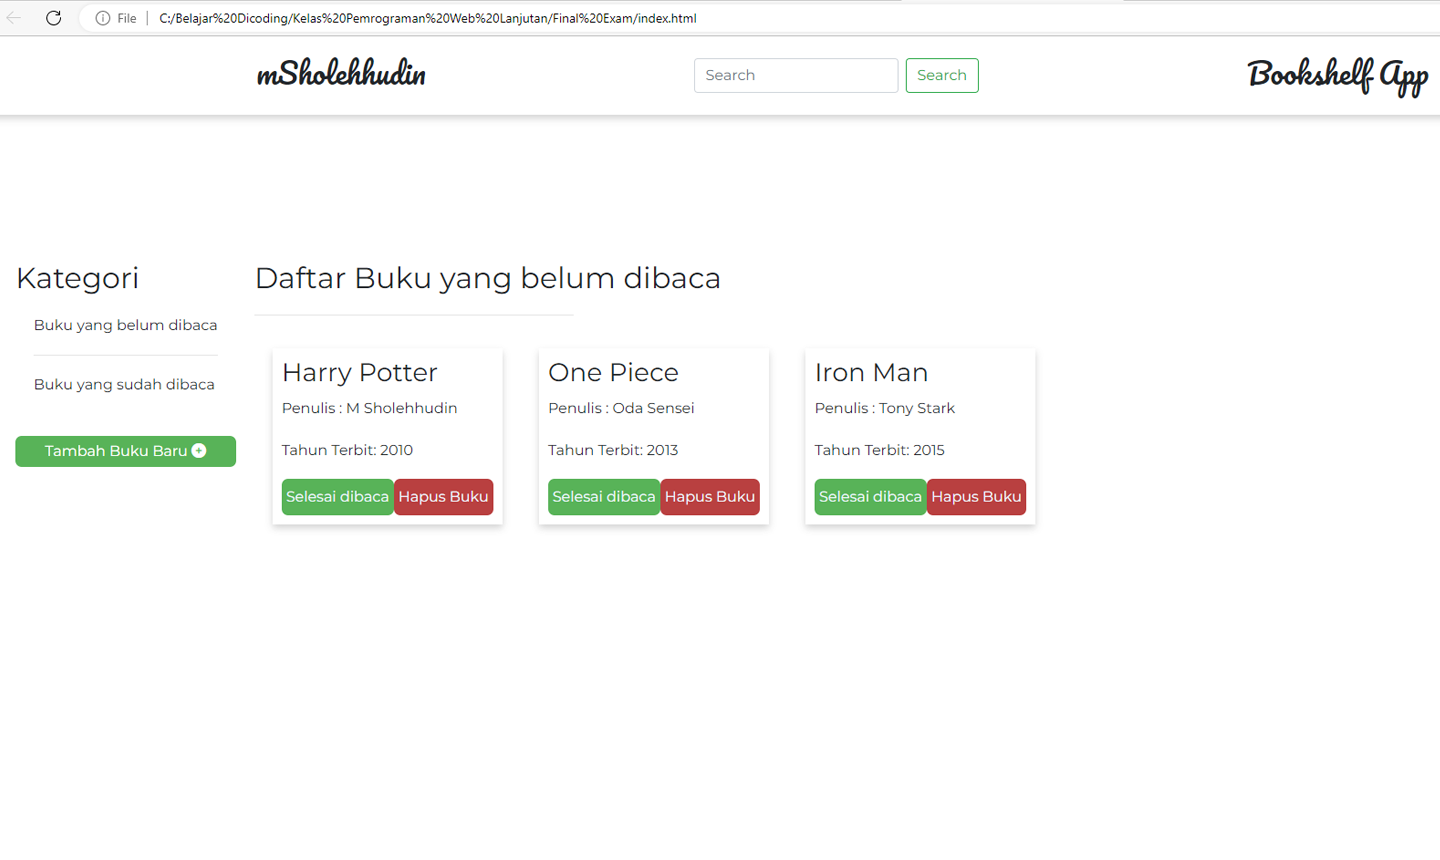 File C:/Belajar%20Dicoding/Kelas%20Pemrograman%20Web%20Lanjutan/Final%20Exam/index.html
mSholehhudin
Search Search
Bookshelf App
Kategori
Buku yang belum dibaca
Buku yang sudah dibaca
Tambah Buku Baru
Daftar Buku yang belum dibaca
Harry Potter
Penulis : M Sholehhudin
Tahun Terbit: 2010
Selesai dibaca Hapus Buku
One Piece
Penulis : Oda Sensei
Tahun Terbit: 2013
Selesai dibaca Hapus Buku
Iron Man
Penulis : Tony Stark
Tahun Terbit: 2015
Selesai dibaca Hapus Buku